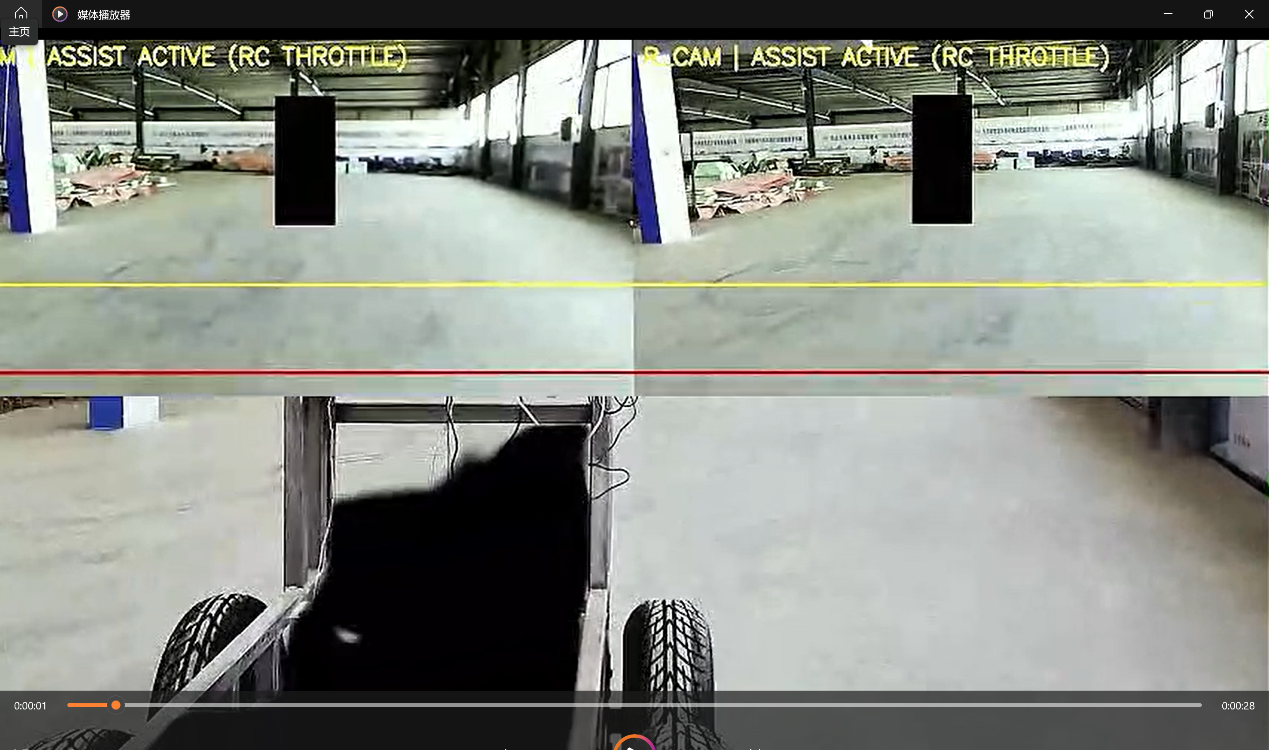 媒体播放器
主页
M | ASSIST ACTIVE (RC THROTTLE)
R_CAM | ASSIST ACTIVE (RC THROTTLE)
0:00:01
0:00:28